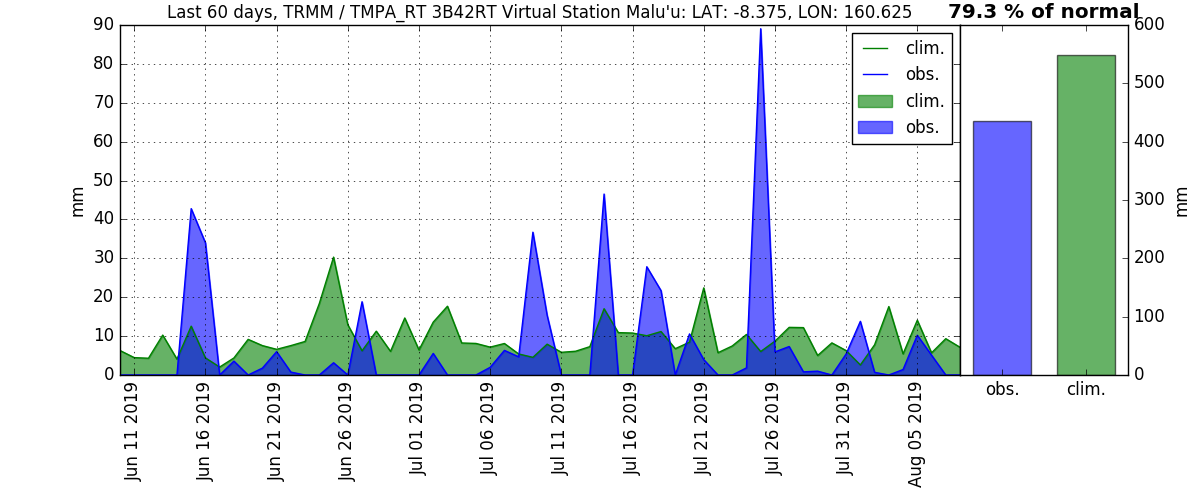 Last 60 days, TRMM / TMPA_RT 3B42RT Virtual Station Malu'u: LAT: -8.375, LON: 160.625
79.3 % of normal
90
80
70
60
50
40
30
20
10
0
mm
clim.
obs.
clim.
obs.
600
500
400
300
200
100
0
mm
obs.
clim.
Jun 11 2019
Jun 16 2019
Jun 21 2019
Jun 26 2019
Jul 01 2019
Jul 06 2019
Jul 11 2019
Jul 16 2019
Jul 21 2019
Jul 26 2019
Jul 31 2019
Aug 05 2019